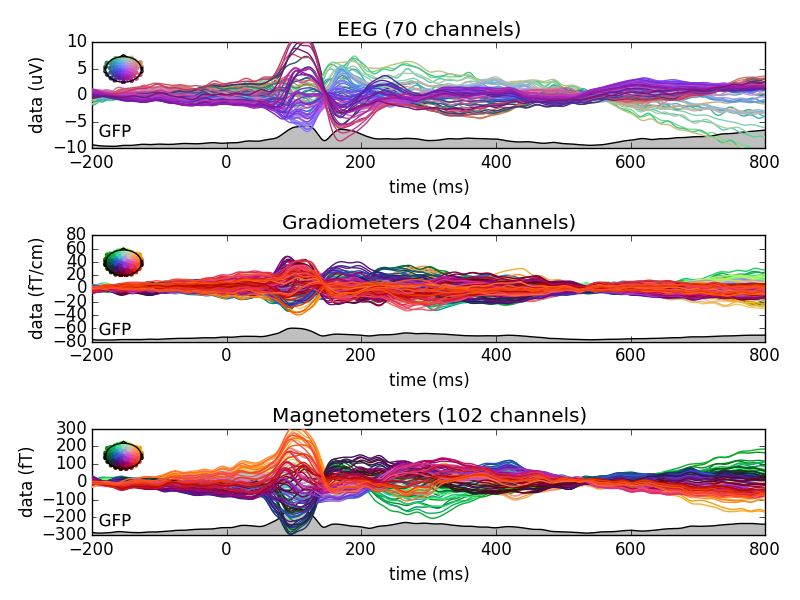 EEG (70 channels)
data (uV)
10
5
0
−5
−10
GFP
−200 0 200 400 600 800
time (ms)
Gradiometers (204 channels)
data (fT/cm)
80
60
40
20
0
−20
−40
−60
−80
GFP
−200 0 200 400 600 800
time (ms)
Magnetometers (102 channels)
data (fT)
300
200
100
0
−100
−200
−300
GFP
−200 0 200 400 600 800
time (ms)